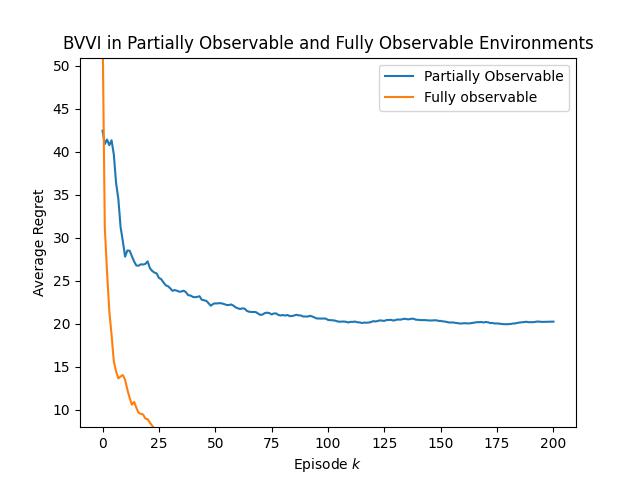 BVVI in Partially Observable and Fully Observable Environments
Partially Observable
Fully observable
Average Regret
50
45
40
35
30
25
20
15
10
0 25 50 75 100 125 150 175 200
Episode k